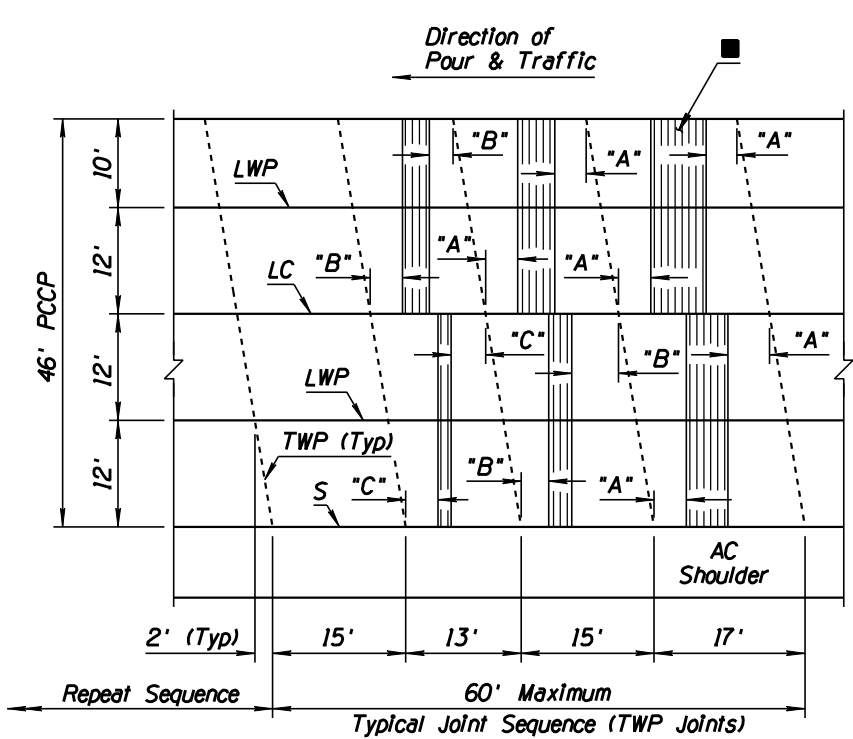 Direction of
Pour & Traffic
"B"
"A"
"A"
10'
LWP
12'
LC
"B"
"A"
"A"
46' PCCP
12'
LWP
"C"
"B"
"A"
12'
TWP (Typ)
S
"C"
"B"
"A"
AC
Shoulder
2' (Typ)
15'
13'
15'
17'
Repeat Sequence
60' Maximum
Typical Joint Sequence (TWP Joints)